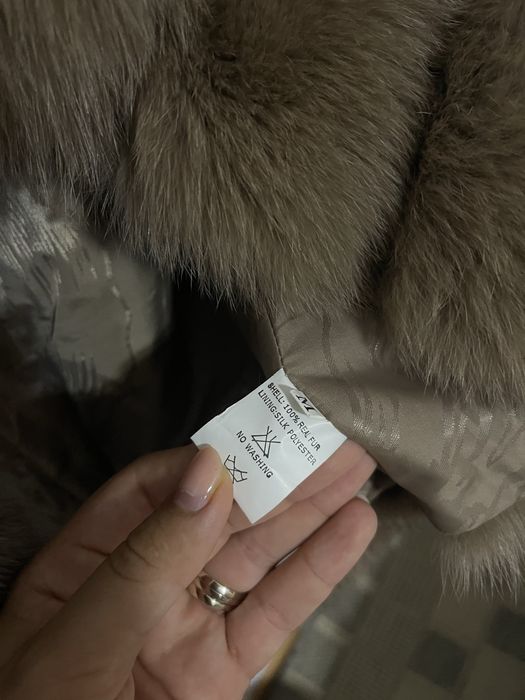 SHELL: 100% REAL FUR
LINING:SILK POLYESTER
NO WASHING